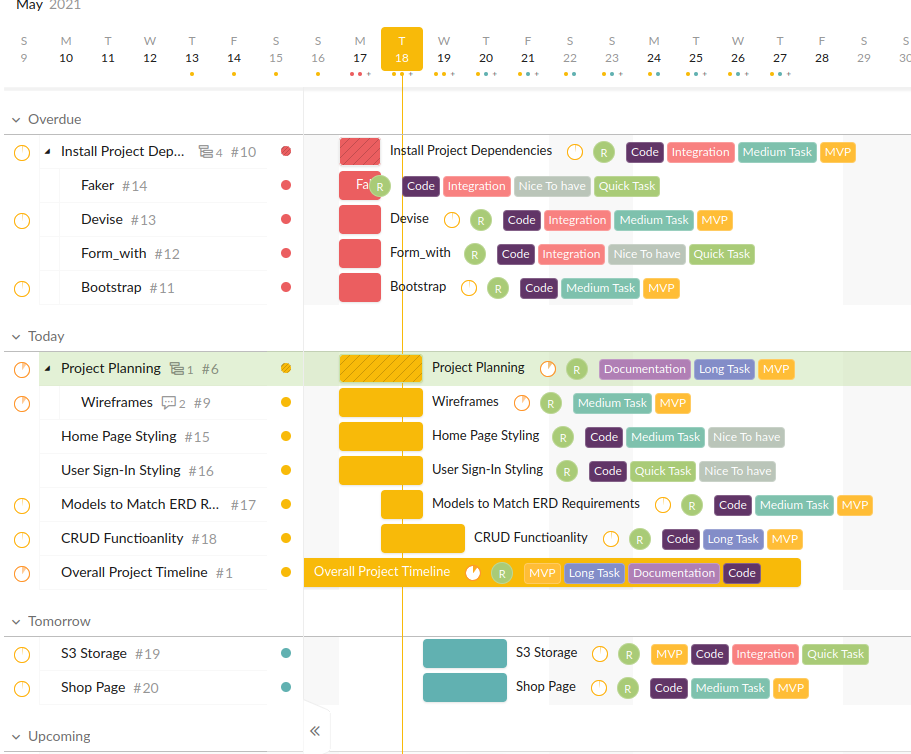 May 2021
S M T W T F S S M T W T F S S M T W T F S S
9 10 11 12 13 14 15 16 17 18 19 20 21 22 23 24 25 26 27 28 29 30
Overdue
Install Project Dep... 4 #10 Install Project Dependencies R Code Integration Medium Task MVP
Faker #14 R Code Integration Nice To have Quick Task
Devise #13 Devise R Code Integration Medium Task MVP
Form_with #12 Form_with R Code Integration Nice To have Quick Task
Bootstrap #11 Bootstrap R Code Medium Task MVP
Today
Project Planning 1 #6 Project Planning R Documentation Long Task MVP
Wireframes 2 #9 Wireframes R Medium Task MVP
Home Page Styling #15 Home Page Styling R Code Medium Task Nice To have
User Sign-In Styling #16 User Sign-In Styling R Code Quick Task Nice To have
Models to Match ERD R... #17 Models to Match ERD Requirements R Code Medium Task MVP
CRUD Functioanlity #18 CRUD Functioanlity R Code Long Task MVP
Overall Project Timeline #1 Overall Project Timeline R MVP Long Task Documentation Code
Tomorrow
S3 Storage #19 S3 Storage R MVP Code Integration Quick Task
Shop Page #20 Shop Page R Code Medium Task MVP
Upcoming